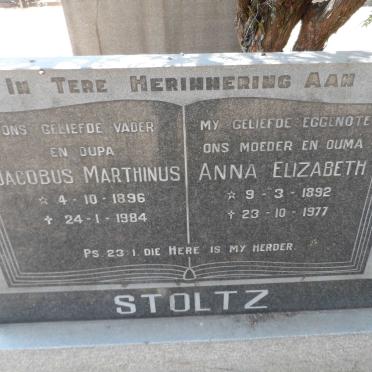 In Tere Herinnering Aan
ONS GELIEFDE VADER
EN OUPA
JACOBUS MARTHINUS
☆ 4-10-1896
✝ 24-1-1984
MY GELIEFDE EGGENOTE
ONS MOEDER EN OUMA
ANNA ELIZABETH
☆ 9-3-1892
✝ 23-10-1977
Ps 23:1. DIE HERE IS MY HERDER.
STOLTZ